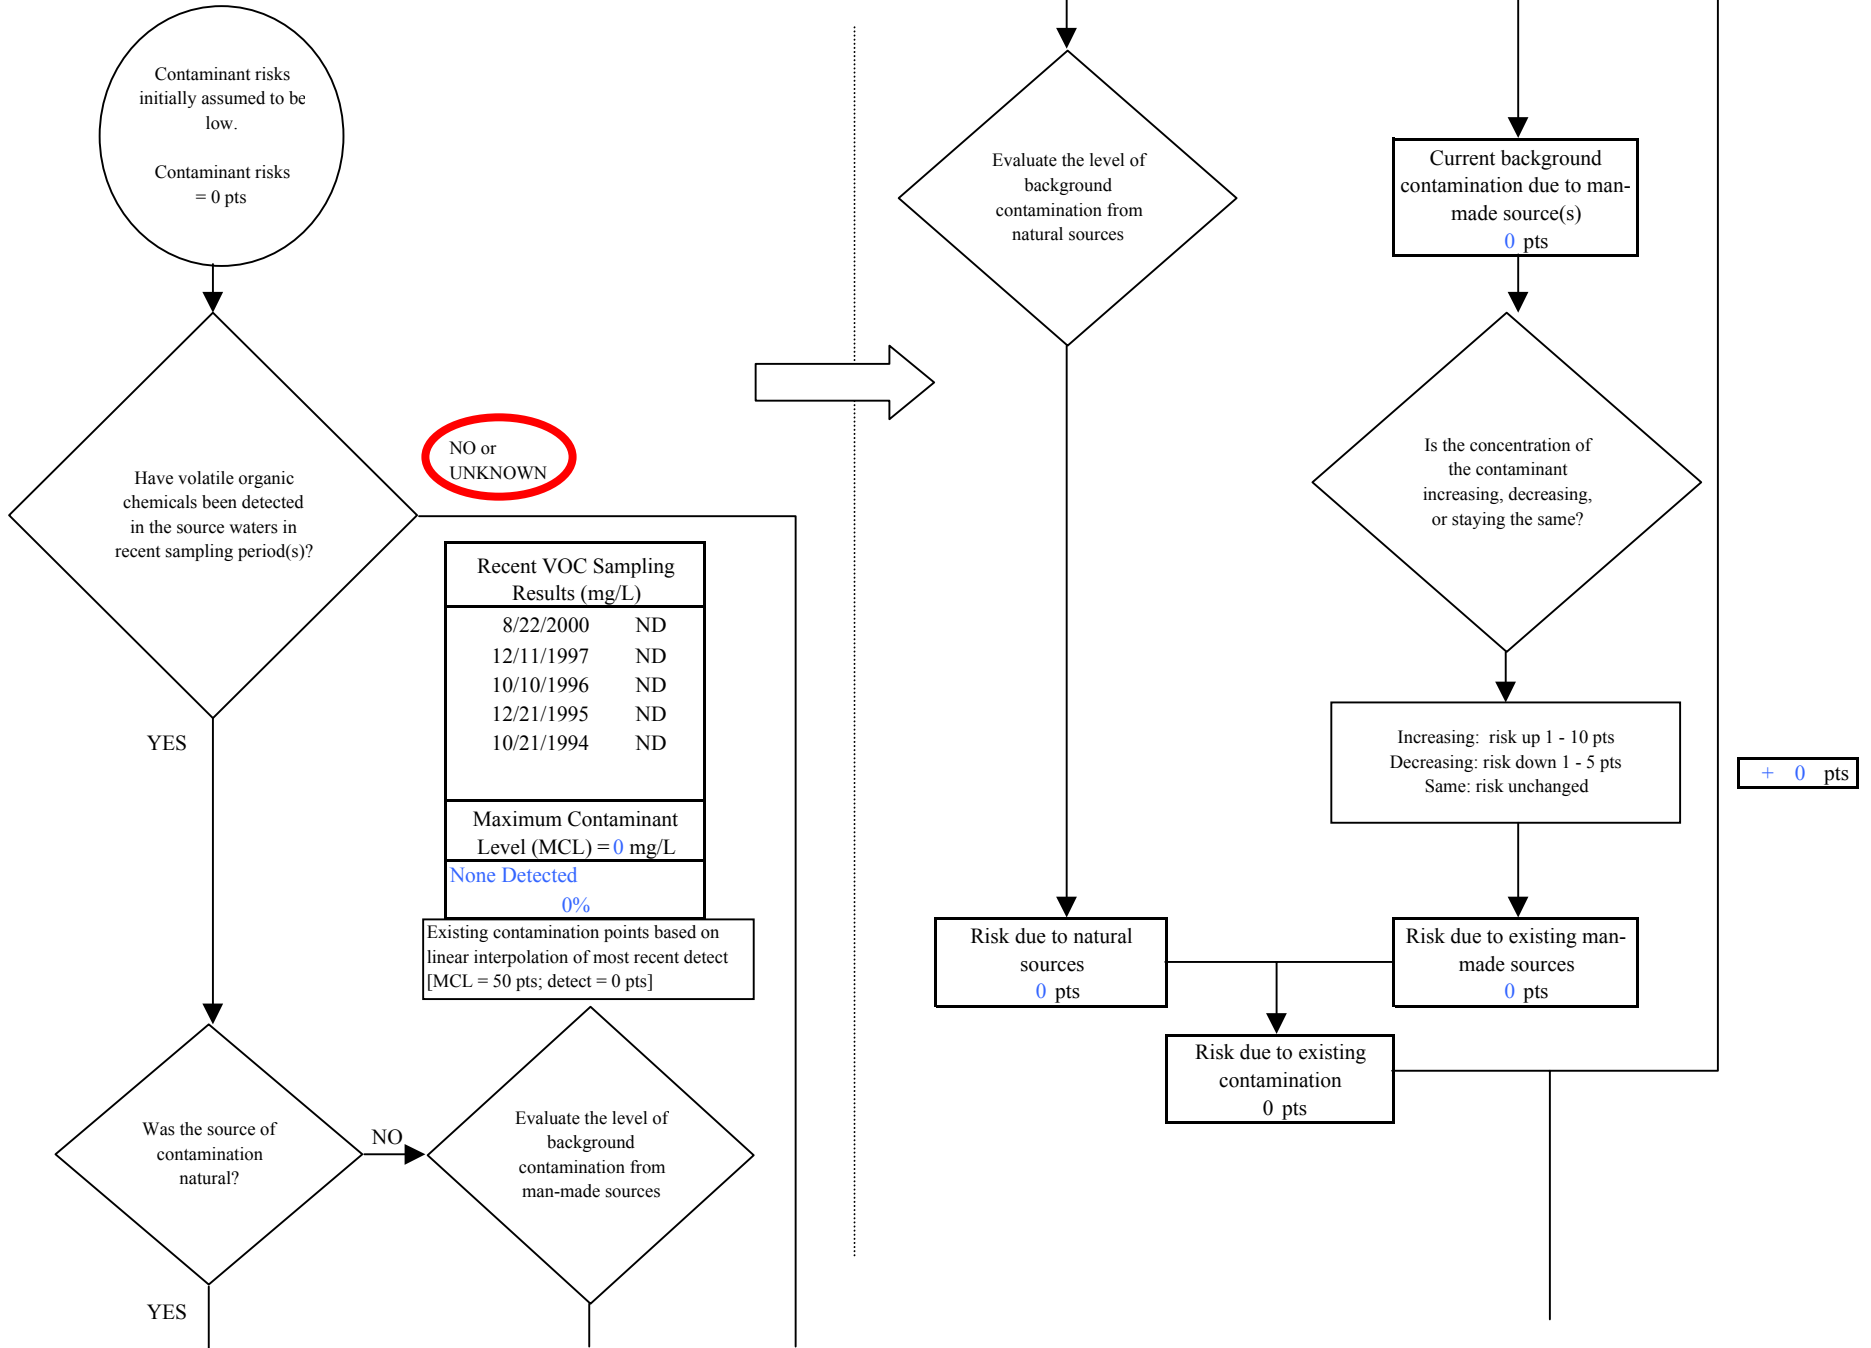 Contaminant risks
initially assumed to be
low.
Contaminant risks
= 0 pts
Have volatile organic
chemicals been detected
in the source waters in
recent sampling period(s)?
NO or
UNKNOWN
YES
Recent VOC Sampling
Results (mg/L)
8/22/2000 ND
12/11/1997 ND
10/10/1996 ND
12/21/1995 ND
10/21/1994 ND
Maximum Contaminant
Level (MCL) = 0 mg/L
None Detected
0%
Existing contamination points based on
linear interpolation of most recent detect
[MCL = 50 pts; detect = 0 pts]
Was the source of
contamination
natural?
NO
YES
Evaluate the level of
background
contamination from
man-made sources
Evaluate the level of
background
contamination from
natural sources
Current background
contamination due to man-
made source(s)
0 pts
Is the concentration of
the contaminant
increasing, decreasing,
or staying the same?
Increasing: risk up 1 - 10 pts
Decreasing: risk down 1 - 5 pts
Same: risk unchanged
+ 0 pts
Risk due to natural
sources
0 pts
Risk due to existing man-
made sources
0 pts
Risk due to existing
contamination
0 pts